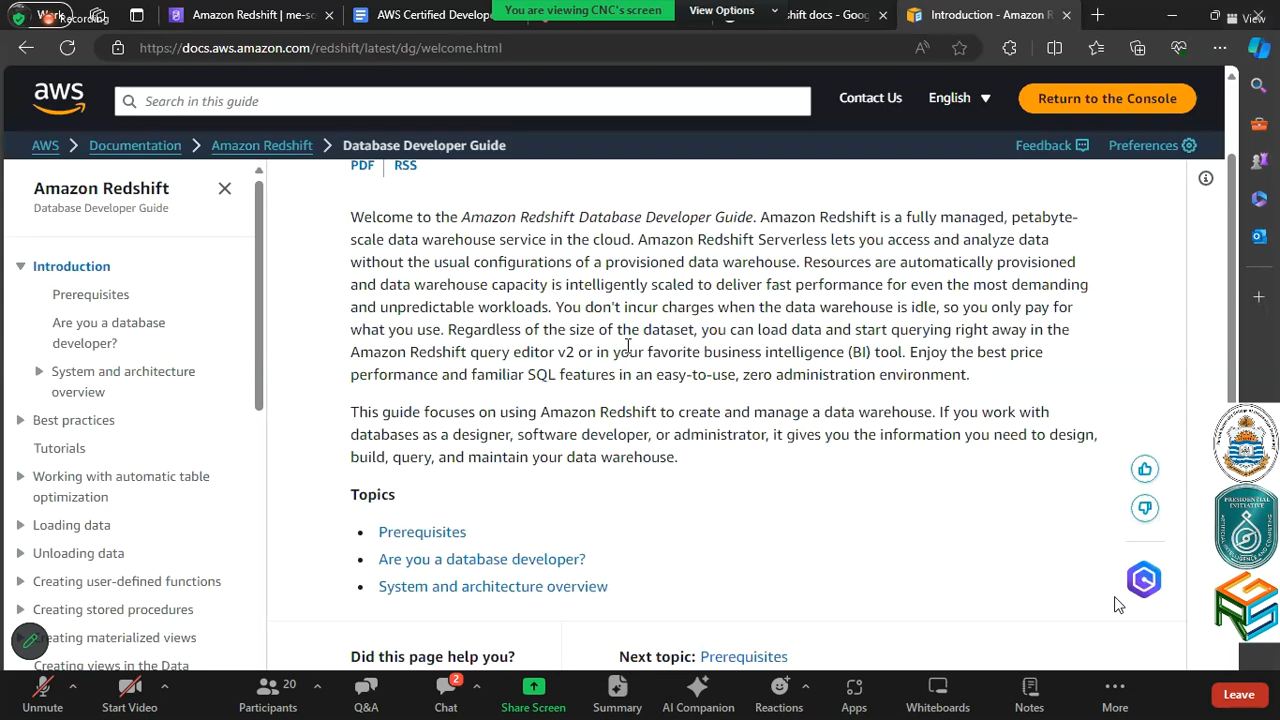 Recording
Amazon Redshift | me-so
AWS Certified Develop
You are viewing CNC's screen
View Options
shift docs - Goog
Introduction - Amazon R
View
https://docs.aws.amazon.com/redshift/latest/dg/welcome.html
aws
Search in this guide
Contact Us
English
Return to the Console
AWS
Documentation
Amazon Redshift
Database Developer Guide
Feedback
Preferences
Amazon Redshift
Database Developer Guide
Introduction
Prerequisites
Are you a database
developer?
System and architecture
overview
Best practices
Tutorials
Working with automatic table
optimization
Loading data
Unloading data
Creating user-defined functions
Creating stored procedures
Creating materialized views
Creating views in the Data
PDF
RSS
Welcome to the Amazon Redshift Database Developer Guide. Amazon Redshift is a fully managed, petabyte-
scale data warehouse service in the cloud. Amazon Redshift Serverless lets you access and analyze data
without the usual configurations of a provisioned data warehouse. Resources are automatically provisioned
and data warehouse capacity is intelligently scaled to deliver fast performance for even the most demanding
and unpredictable workloads. You don't incur charges when the data warehouse is idle, so you only pay for
what you use. Regardless of the size of the dataset, you can load data and start querying right away in the
Amazon Redshift query editor v2 or in your favorite business intelligence (BI) tool. Enjoy the best price
performance and familiar SQL features in an easy-to-use, zero administration environment.
This guide focuses on using Amazon Redshift to create and manage a data warehouse. If you work with
databases as a designer, software developer, or administrator, it gives you the information you need to design,
build, query, and maintain your data warehouse.
Topics
• Prerequisites
• Are you a database developer?
• System and architecture overview
Did this page help you?
Next topic: Prerequisites
PRESIDENTIAL
INITIATIVE
Unmute
Start Video
20
Participants
Q&A
2
Chat
Share Screen
Summary
AI Companion
Reactions
Apps
Whiteboards
Notes
More
Leave